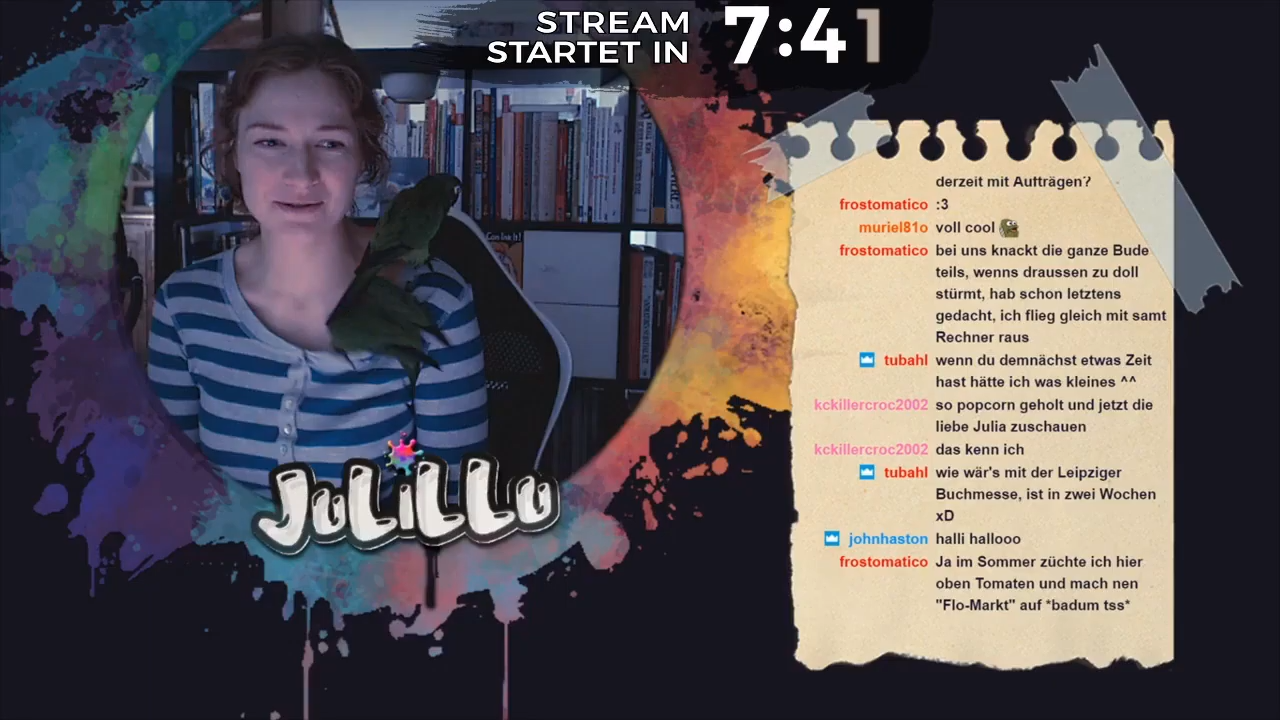 STREAM
STARTET IN
7:41
derzeit mit Aufträgen?
frostomatico :3
muriel81o voll cool
frostomatico bei uns knackt die ganze Bude
teils, wenns draussen zu doll
stürmt, hab schon letztens
gedacht, ich flieg gleich mit samt
Rechner raus
tubahl wenn du demnächst etwas Zeit
hast hätte ich was kleines ^^
kckillercroc2002 so popcorn geholt und jetzt die
liebe Julia zuschauen
kckillercroc2002 das kenn ich
tubahl wie wär's mit der Leipziger
Buchmesse, ist in zwei Wochen
xD
johnhaston halli hallooo
frostomatico Ja im Sommer züchte ich hier
oben Tomaten und mach nen
"Flo-Markt" auf *badum tss*
JuLiLLu